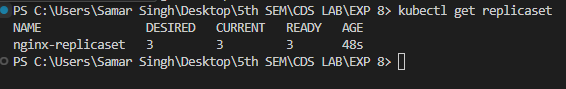 PS C:\Users\Samar Singh\Desktop\5th SEM\CDS LAB\EXP 8> kubectl get replicaset
NAME DESIRED CURRENT READY AGE
nginx-replicaset 3 3 3 48s
PS C:\Users\Samar Singh\Desktop\5th SEM\CDS LAB\EXP 8>